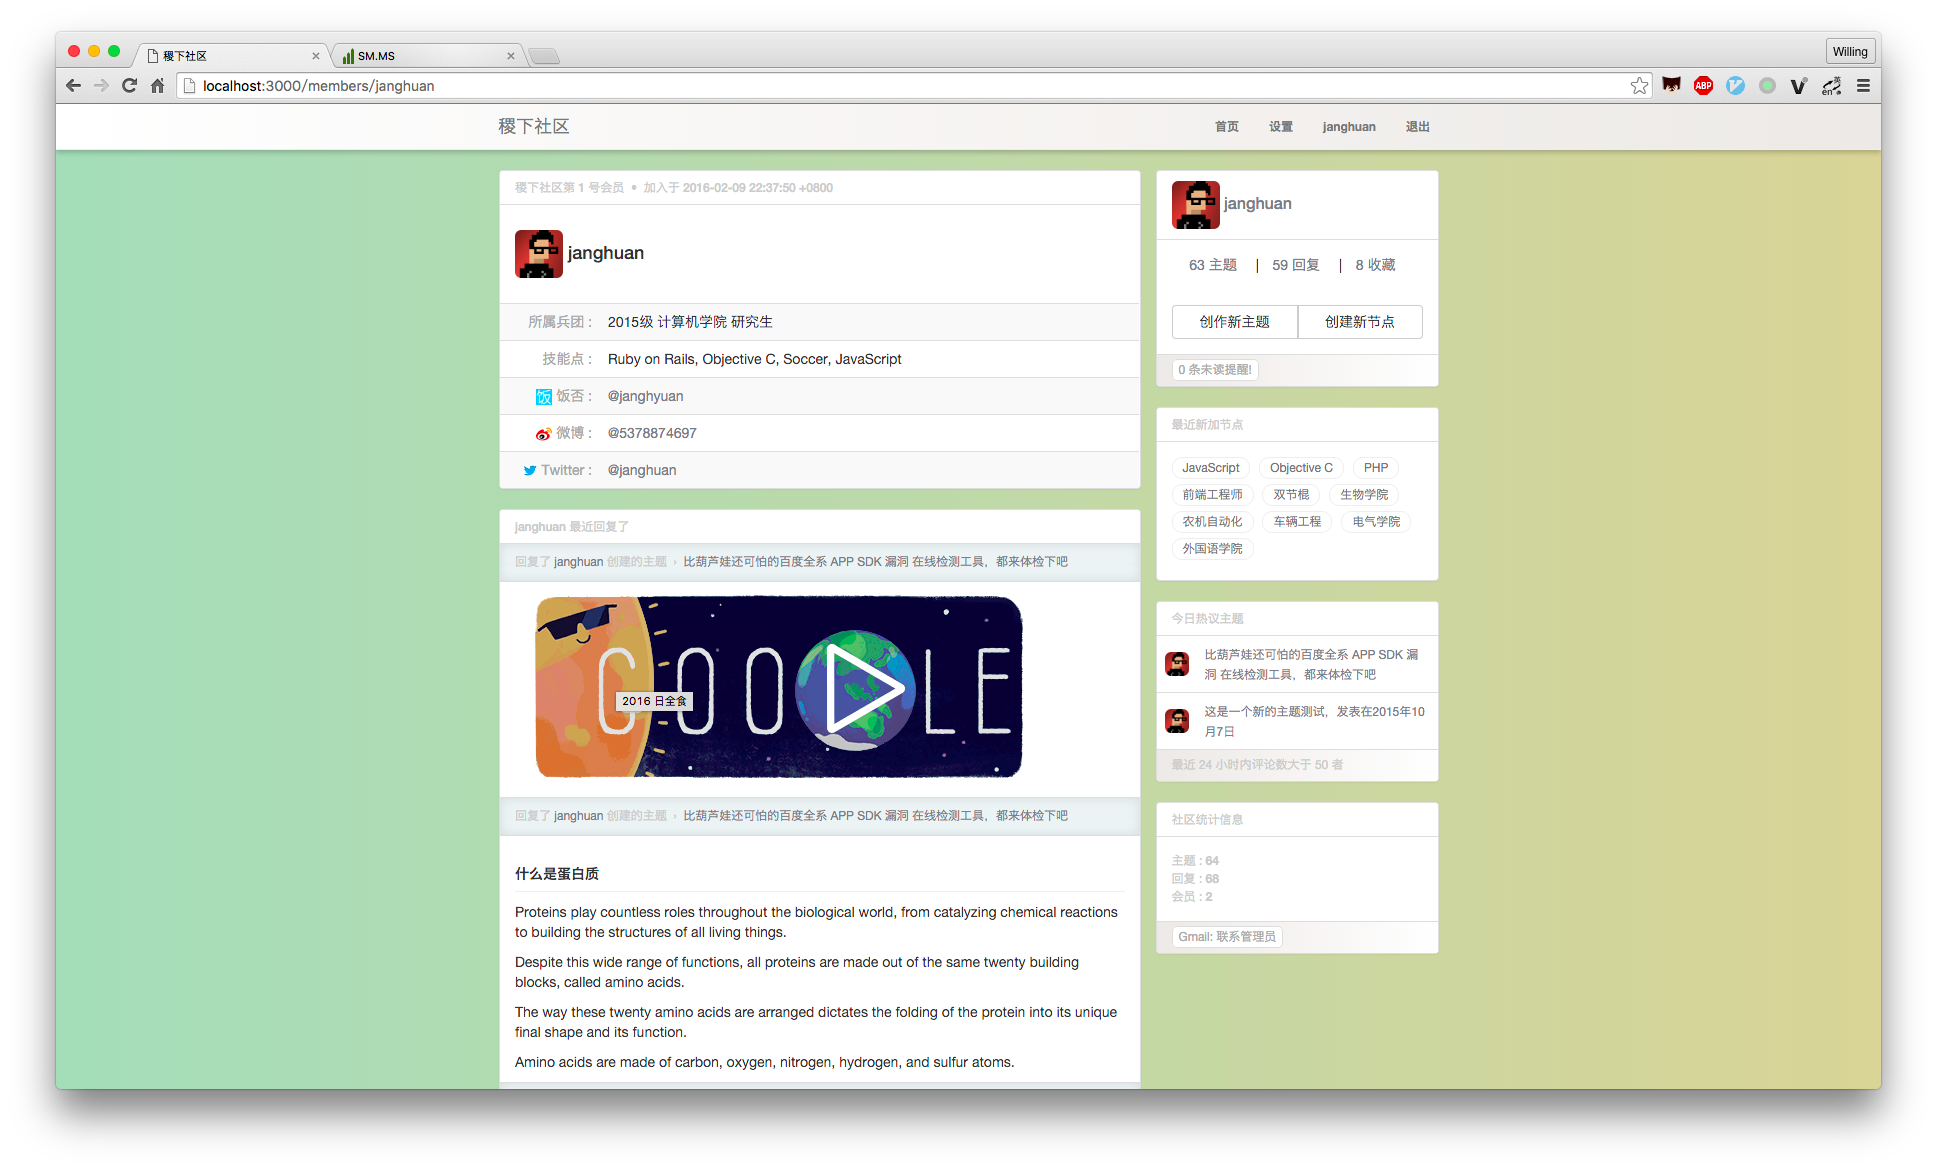 稷下社区
SM.MS
Willing
localhost:3000/members/janghuan
ABP
英
en
稷下社区
首页 设置 janghuan 退出
稷下社区第 1 号会员 • 加入于 2016-02-09 22:37:50 +0800
janghuan
所属兵团 : 2015级 计算机学院 研究生
技能点 : Ruby on Rails, Objective C, Soccer, JavaScript
饭 饭否 : @janghyuan
微博 : @5378874697
Twitter : @janghuan
janghuan 最近回复了
回复了 janghuan 创建的主题 › 比葫芦娃还可怕的百度全系 APP SDK 漏洞 在线检测工具，都来体检下吧
GOOGLE
2016 日全食
回复了 janghuan 创建的主题 › 比葫芦娃还可怕的百度全系 APP SDK 漏洞 在线检测工具，都来体检下吧
什么是蛋白质
Proteins play countless roles throughout the biological world, from catalyzing chemical reactions
to building the structures of all living things.
Despite this wide range of functions, all proteins are made out of the same twenty building
blocks, called amino acids.
The way these twenty amino acids are arranged dictates the folding of the protein into its unique
final shape and its function.
Amino acids are made of carbon, oxygen, nitrogen, hydrogen, and sulfur atoms.
janghuan
63 主题 | 59 回复 | 8 收藏
创作新主题 创建新节点
0 条未读提醒!
最近新加节点
JavaScript Objective C PHP
前端工程师 双节棍 生物学院
农机自动化 车辆工程 电气学院
外国语学院
今日热议主题
比葫芦娃还可怕的百度全系 APP SDK 漏
洞 在线检测工具，都来体检下吧
这是一个新的主题测试，发表在2015年10
月7日
最近 24 小时内评论数大于 50 者
社区统计信息
主题 : 64
回复 : 68
会员 : 2
Gmail: 联系管理员